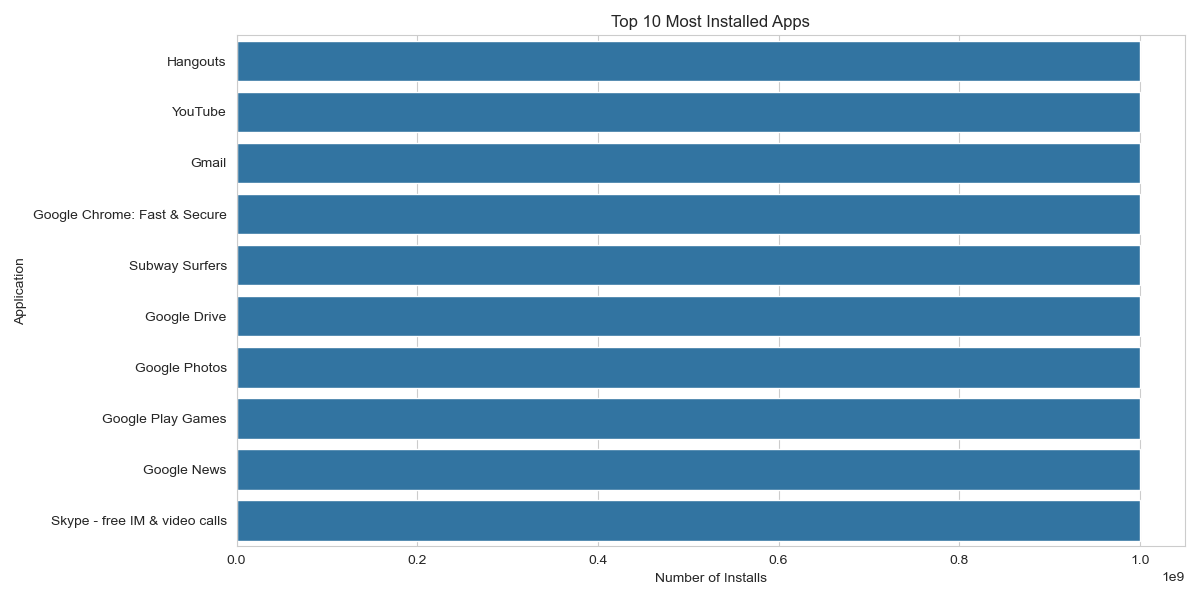 Top 10 Most Installed Apps
Hangouts
YouTube
Gmail
Google Chrome: Fast & Secure
Subway Surfers
Google Drive
Google Photos
Google Play Games
Google News
Skype - free IM & video calls
Application
0.0 0.2 0.4 0.6 0.8 1.0
1e9
Number of Installs